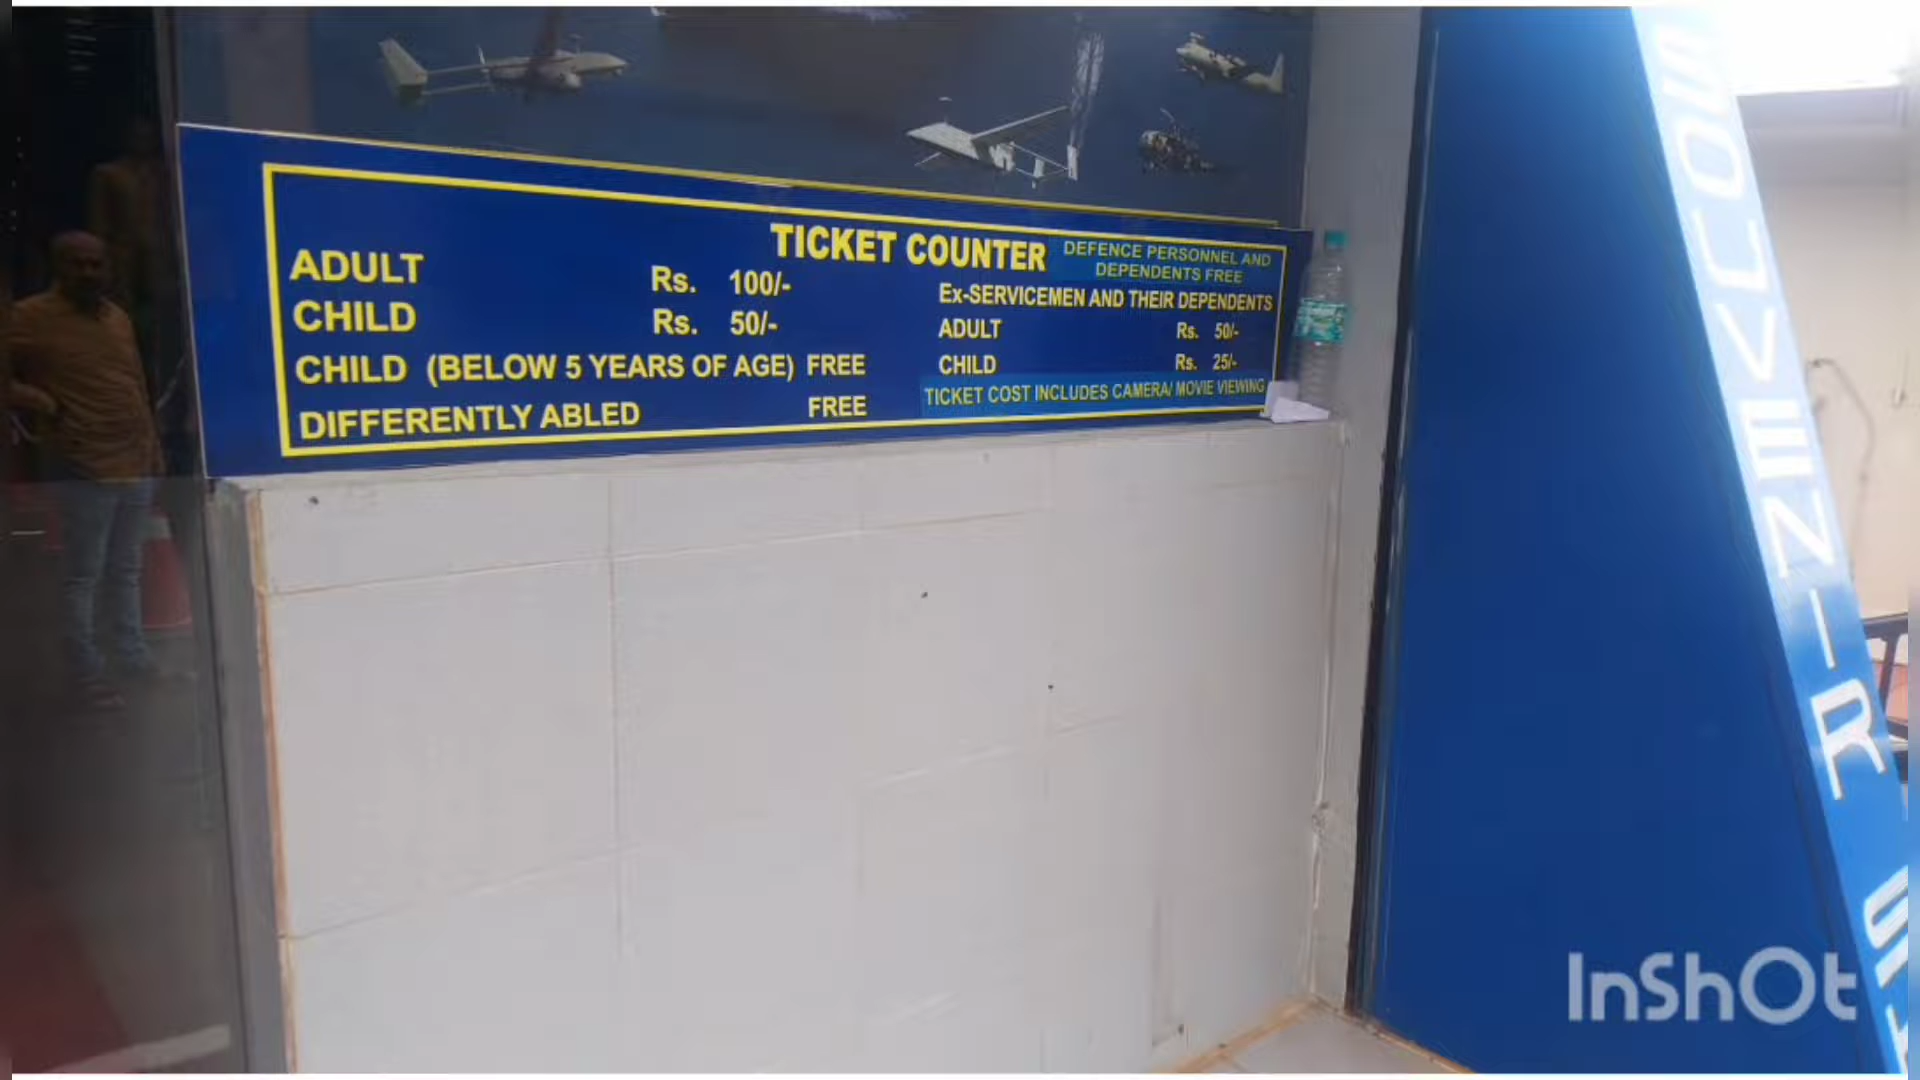 TICKET COUNTER
ADULT Rs. 100/-
CHILD Rs. 50/-
CHILD (BELOW 5 YEARS OF AGE) FREE
DIFFERENTLY ABLED FREE
DEFENCE PERSONNEL AND
DEPENDENTS FREE
Ex-SERVICEMEN AND THEIR DEPENDENTS
ADULT Rs. 50/-
CHILD Rs. 25/-
TICKET COST INCLUDES CAMERA/ MOVIE VIEWING
SOUVENIR
InShOt